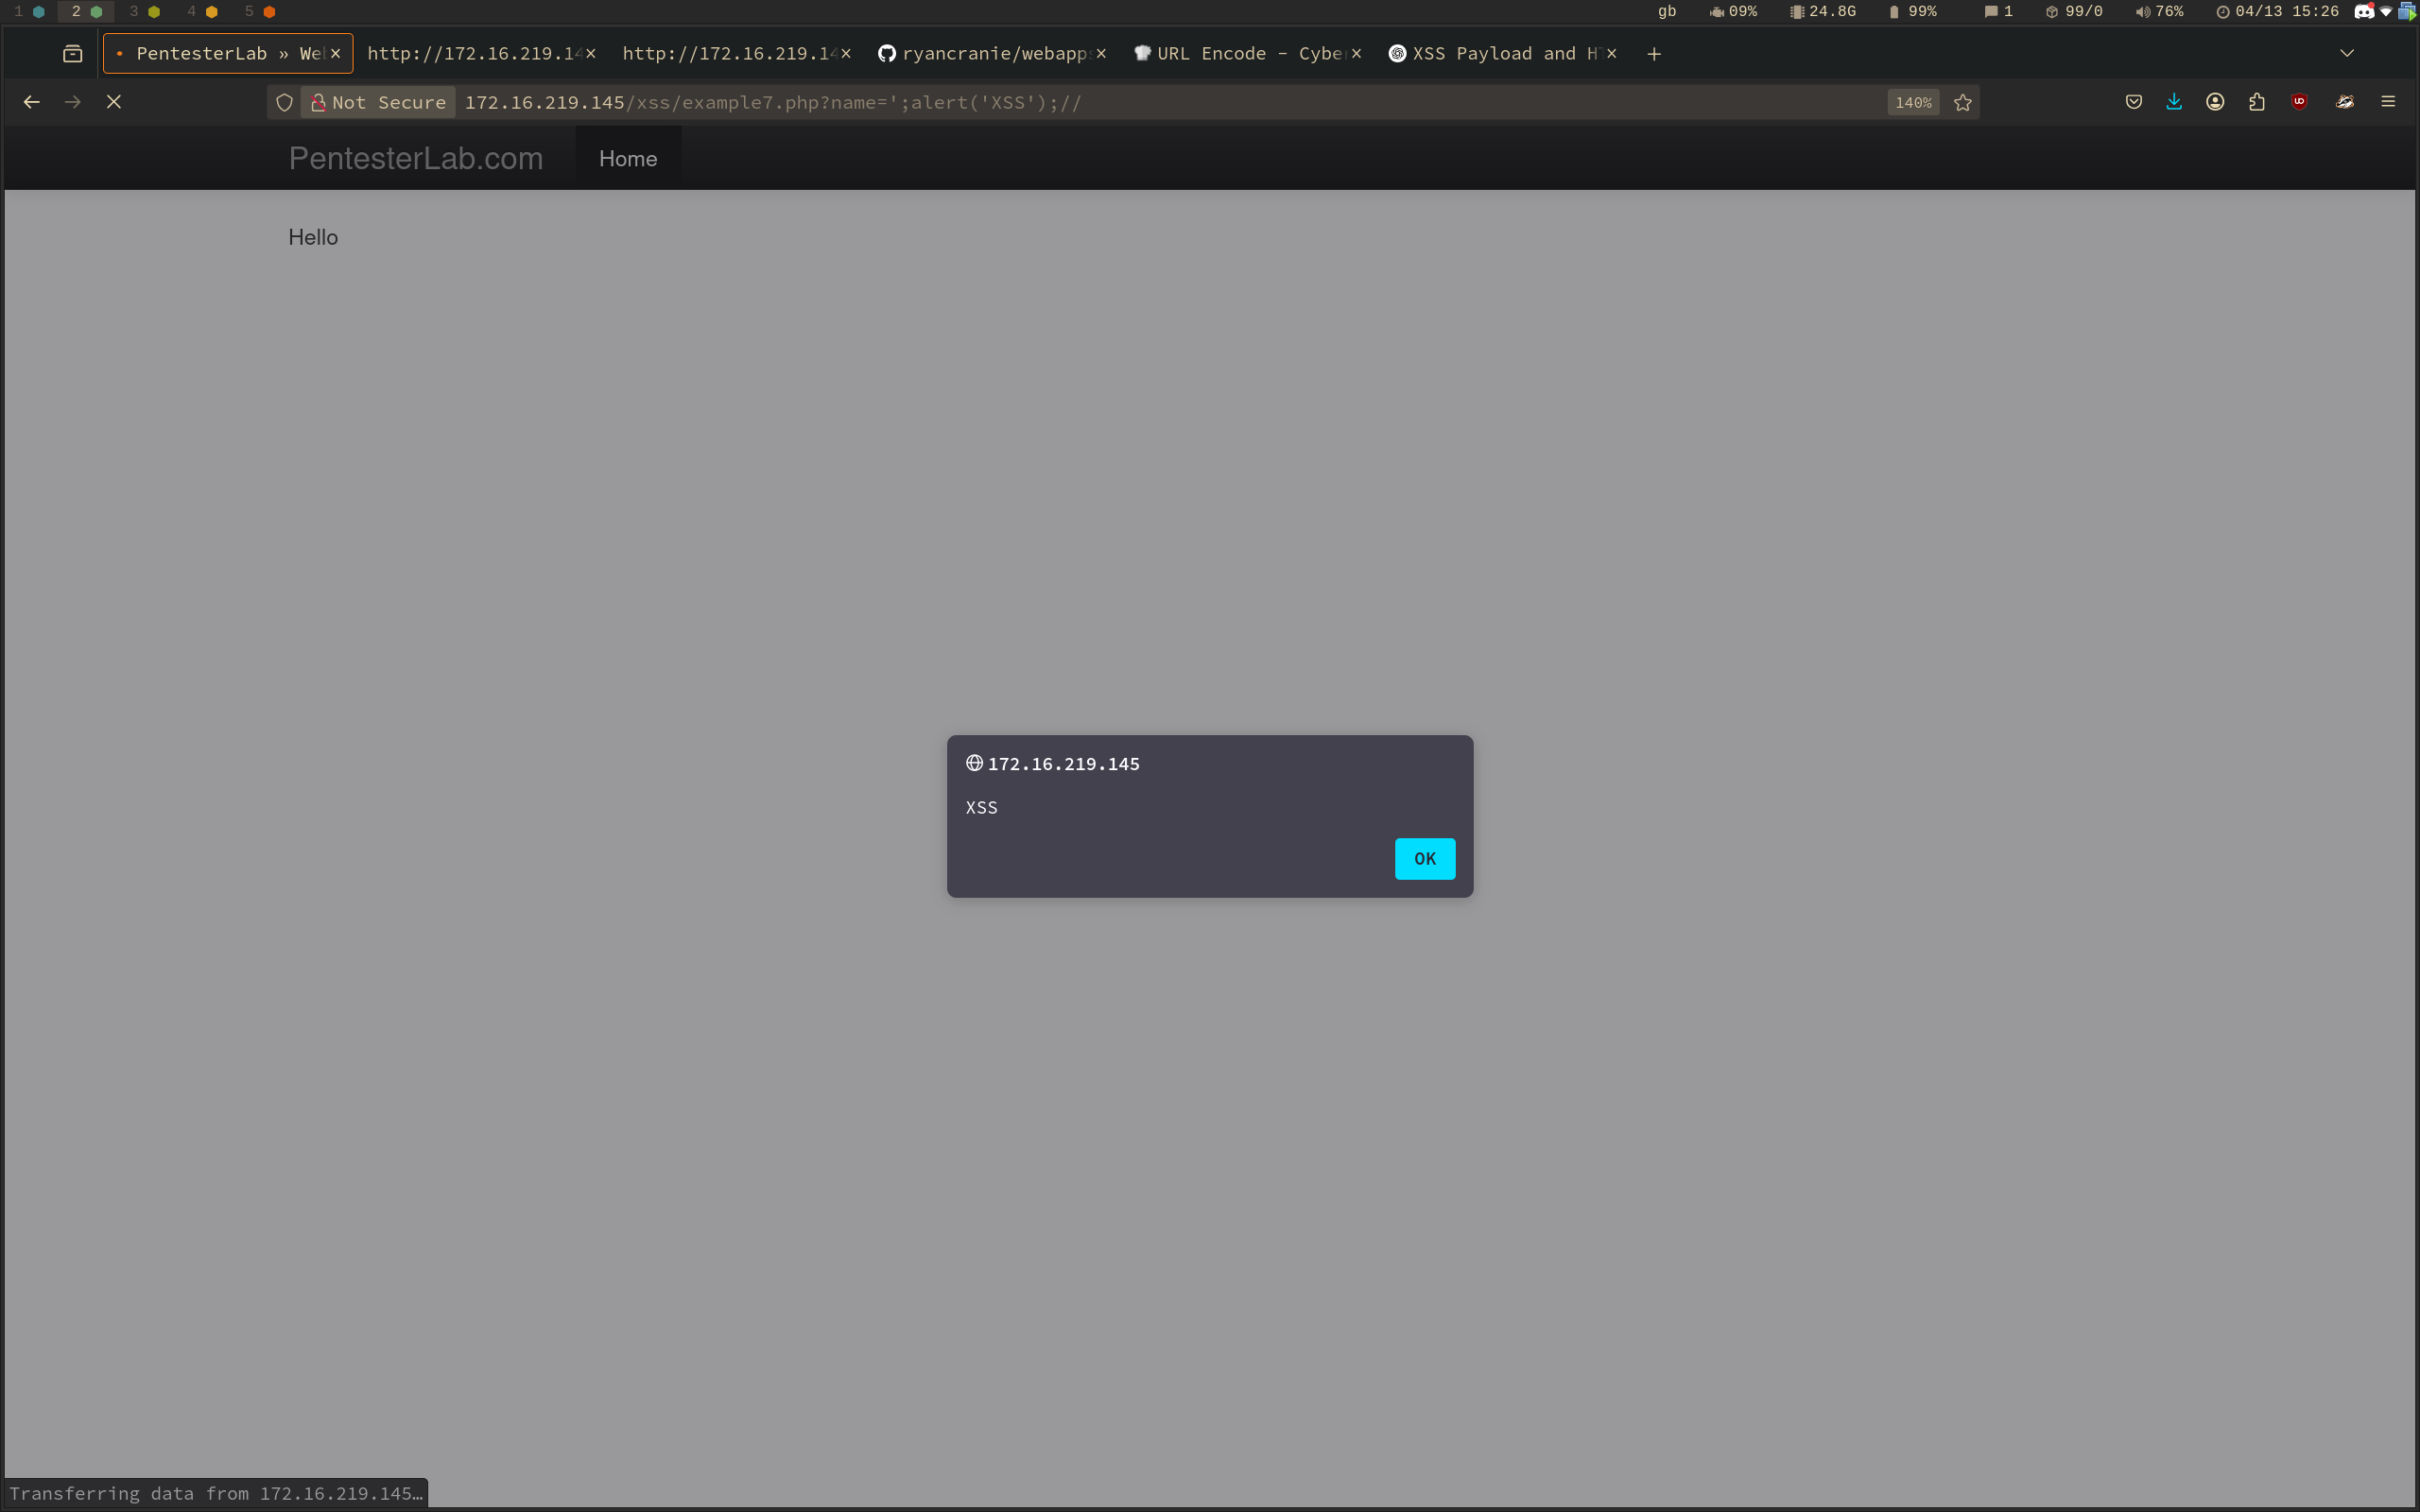 1 2 3 4 5 gb 09% 24.8G 99% 1 99/0 76% 04/13 15:26
PentesterLab » We http://172.16.219.14 http://172.16.219.14 ryancranie/webapp URL Encode - Cybe XSS Payload and H +
Not Secure 172.16.219.145/xss/example7.php?name=';alert('XSS');// 140%
PentesterLab.com Home
Hello
172.16.219.145
XSS
OK
Transferring data from 172.16.219.145…